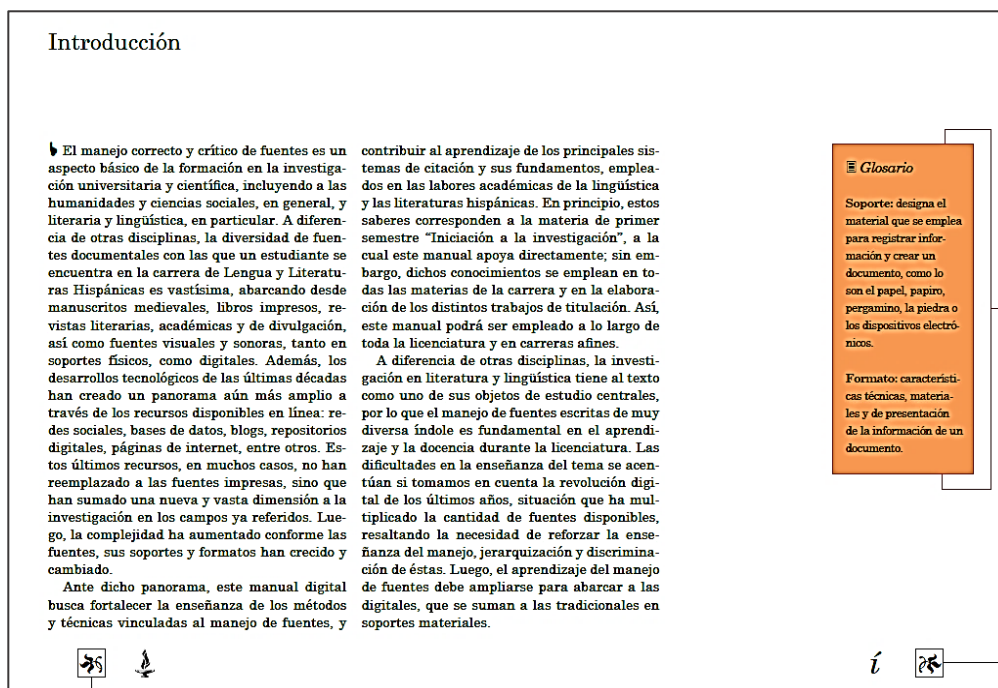 Introducción
El manejo correcto y crítico de fuentes es un
aspecto básico de la formación en la investiga-
ción universitaria y científica, incluyendo a las
humanidades y ciencias sociales, en general, y
literaria y lingüística, en particular. A diferen-
cia de otras disciplinas, la diversidad de fuen-
tes documentales con las que un estudiante se
encuentra en la carrera de Lengua y Literatu-
ras Hispánicas es vastísima, abarcando desde
manuscritos medievales, libros impresos, re-
vistas literarias, académicas y de divulgación,
así como fuentes visuales y sonoras, tanto en
soportes físicos, como digitales. Además, los
desarrollos tecnológicos de las últimas décadas
han creado un panorama aún más amplio a
través de los recursos disponibles en línea: re-
des sociales, bases de datos, blogs, repositorios
digitales, páginas de internet, entre otros. Es-
tos últimos recursos, en muchos casos, no han
reemplazado a las fuentes impresas, sino que
han sumado una nueva y vasta dimensión a la
investigación en los campos ya referidos. Lue-
go, la complejidad ha aumentado conforme las
fuentes, sus soportes y formatos han crecido y
cambiado.
Ante dicho panorama, este manual digital
busca fortalecer la enseñanza de los métodos
y técnicas vinculadas al manejo de fuentes, y
contribuir al aprendizaje de los principales sis-
temas de citación y sus fundamentos, emplea-
dos en las labores académicas de la lingüística
y las literaturas hispánicas. En principio, estos
saberes corresponden a la materia de primer
semestre “Iniciación a la investigación”, a la
cual este manual apoya directamente; sin em-
bargo, dichos conocimientos se emplean en to-
das las materias de la carrera y en la elabora-
ción de los distintos trabajos de titulación. Así,
este manual podrá ser empleado a lo largo de
toda la licenciatura y en carreras afines.
A diferencia de otras disciplinas, la investi-
gación en literatura y lingüística tiene al texto
como uno de sus objetos de estudio centrales,
por lo que el manejo de fuentes escritas de muy
diversa índole es fundamental en el aprendi-
zaje y la docencia durante la licenciatura. Las
dificultades en la enseñanza del tema se acen-
túan si tomamos en cuenta la revolución digi-
tal de los últimos años, situación que ha mul-
tiplicado la cantidad de fuentes disponibles,
resaltando la necesidad de reforzar la ense-
ñanza del manejo, jerarquización y discrimina-
ción de éstas. Luego, el aprendizaje del manejo
de fuentes debe ampliarse para abarcar a las
digitales, que se suman a las tradicionales en
soportes materiales.
Glosario
Soporte: designa el
material que se emplea
para registrar infor-
mación y crear un
documento, como lo
son el papel, papiro,
pergamino, la piedra o
los dispositivos electró-
nicos.
Formato: característi-
cas técnicas, materia-
les y de presentación
de la información de un
documento.
í